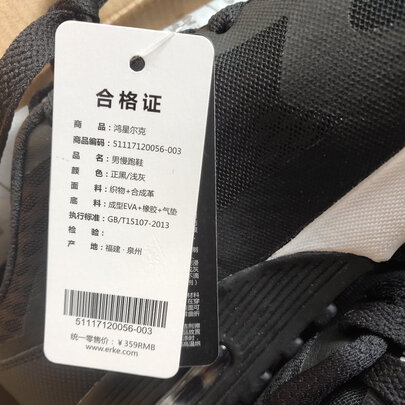 合格证
商 品：鸿星尔克
商品编码：51117120056-003
品 名：男慢跑鞋
颜 色：正黑/浅灰
面 料：织物+合成革
底 料：成型EVA+橡胶+气垫
执行标准：GB/T15107-2013
检 验：
产 地：福建·泉州
51117120056-003
统一零售价：￥359RMB
www.erke.com